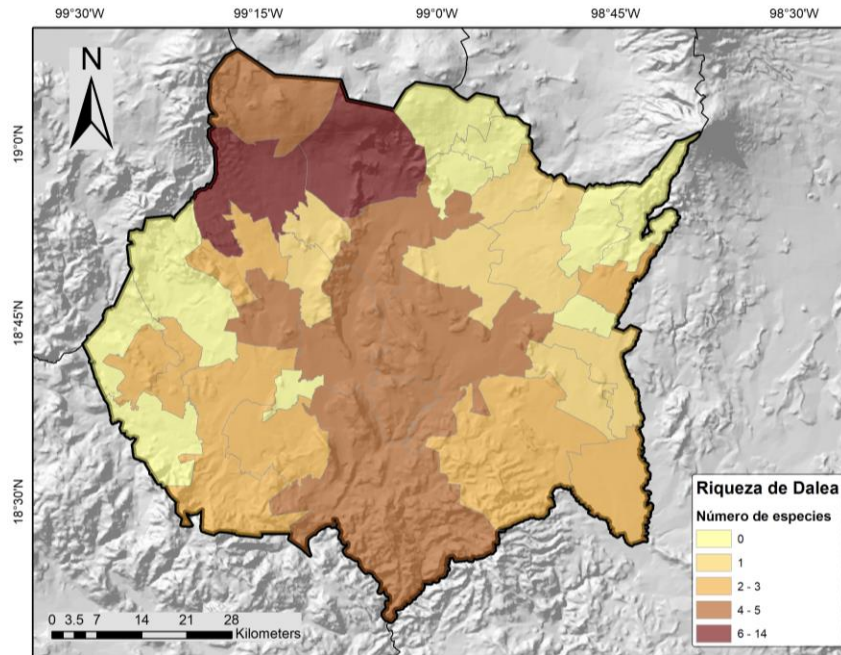 99°30'W 99°15'W 99°0'W 98°45'W 98°30'W
N
19°0'N
18°45'N
18°30'N
Riqueza de Dalea
Número de especies
0
1
2 - 3
4 - 5
6 - 14
0 3.5 7 14 21 28
Kilometers